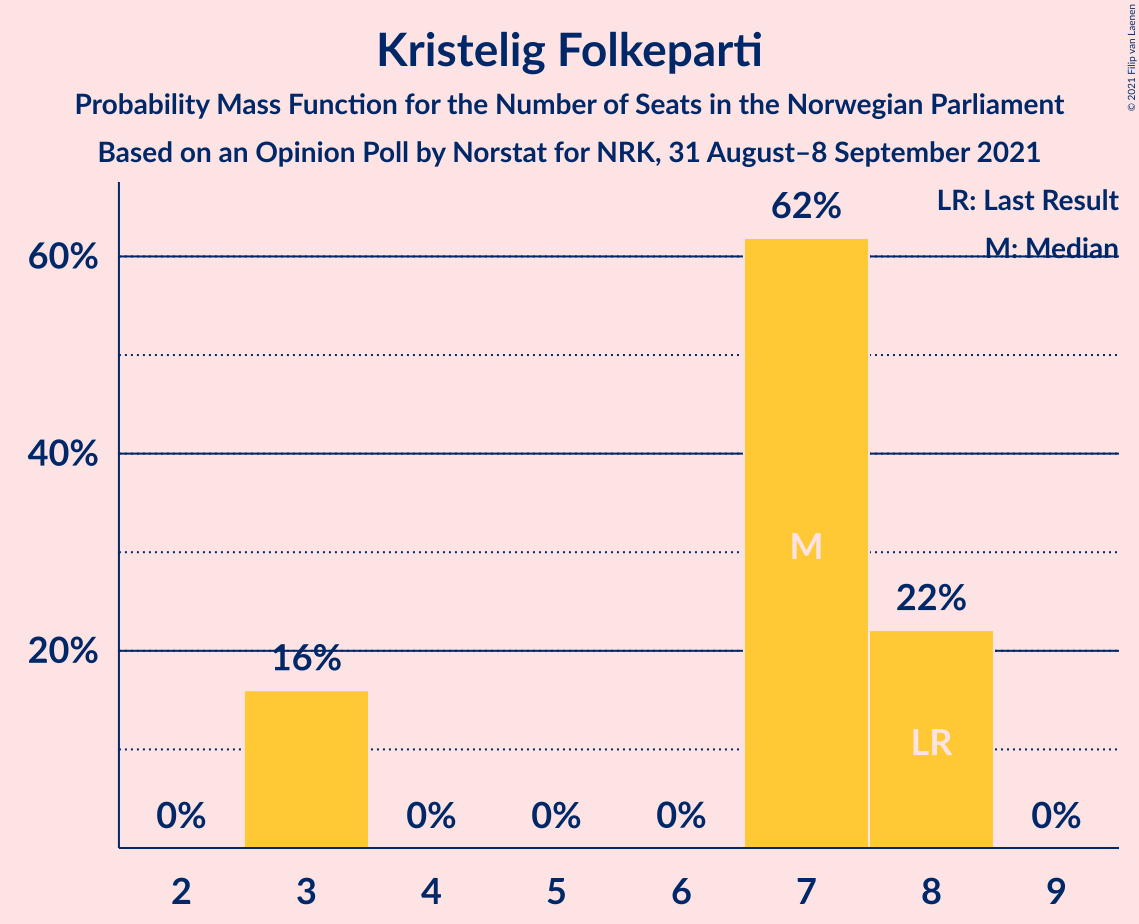 Kristelig Folkeparti
Probability Mass Function for the Number of Seats in the Norwegian Parliament
Based on an Opinion Poll by Norstat for NRK, 31 August–8 September 2021
© 2021 Filip van Laenen
LR: Last Result
M: Median
62%
60%
40%
M
22%
20%
16%
LR
0%
0%
0%
0%
0%
2 3 4 5 6 7 8 9